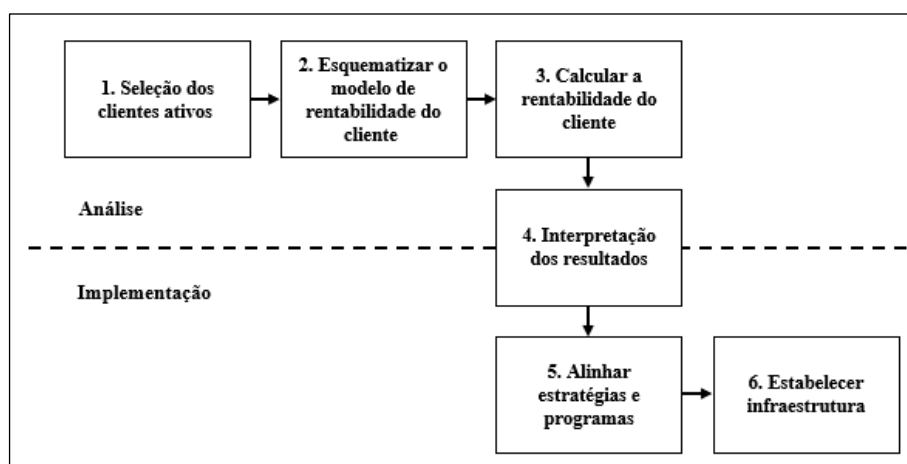 1. Seleção dos
clientes ativos
2. Esquematizar o
modelo de
rentabilidade do
cliente
3. Calcular a
rentabilidade do
cliente
Análise
4. Interpretação
dos resultados
Implementação
5. Alinhar
estratégias e
programas
6. Estabelecer
infraestrutura